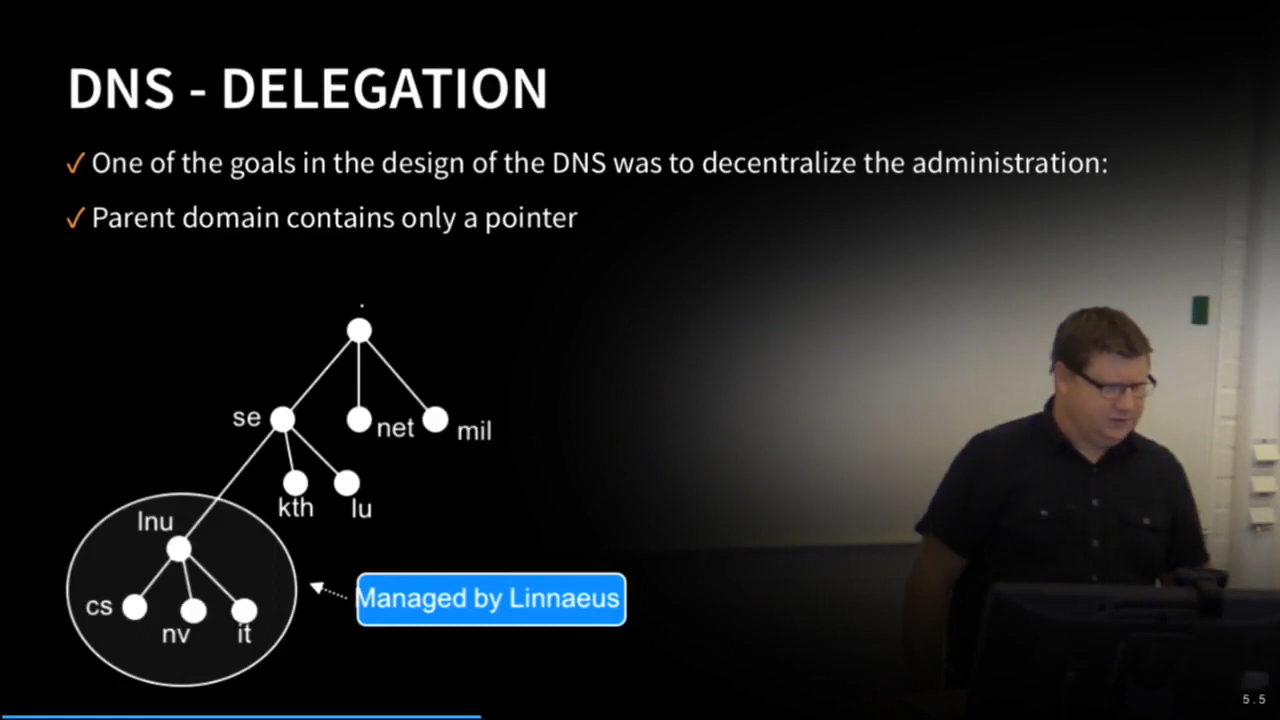 DNS - DELEGATION
✓ One of the goals in the design of the DNS was to decentralize the administration:
✓ Parent domain contains only a pointer
.
se
net
mil
kth
lu
lnu
cs
nv
it
Managed by Linnaeus
5.5